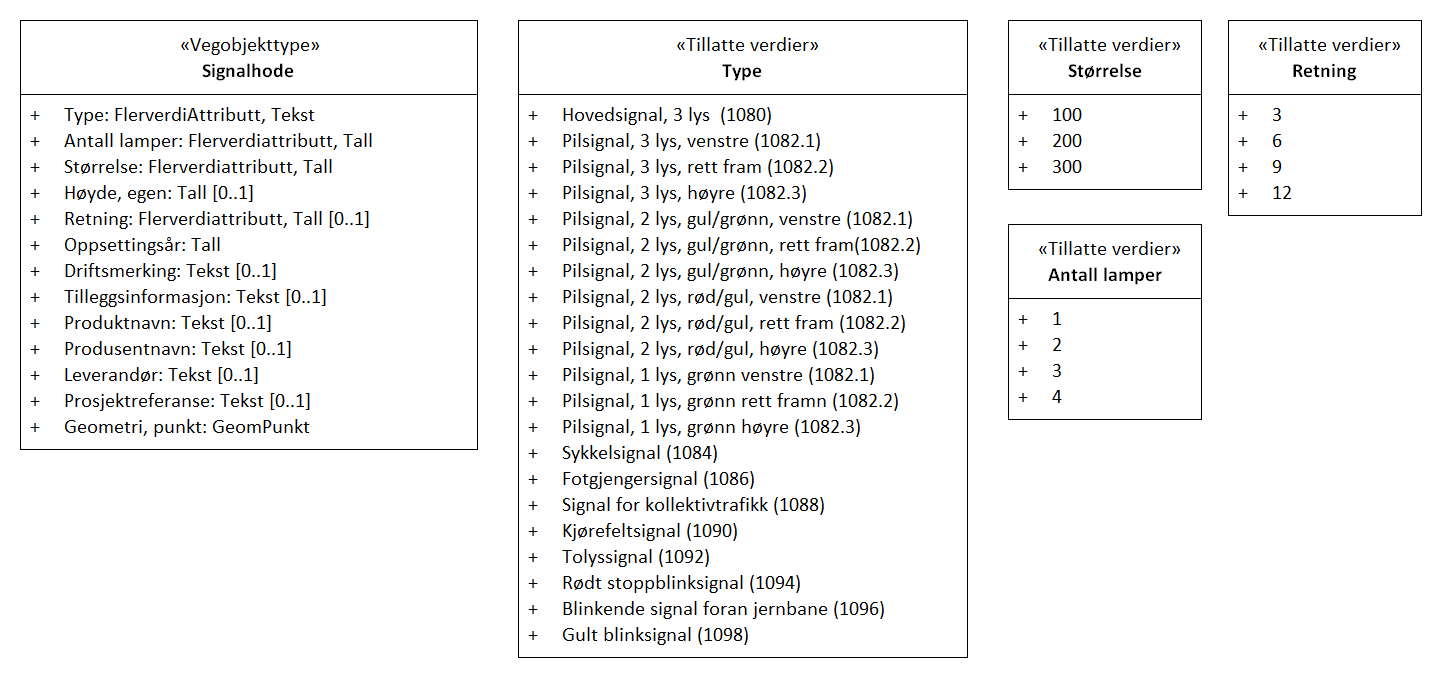 «Vegobjekttype»
Signalhode
+ Type: FlerverdiAttributt, Tekst
+ Antall lamper: Flerverdiattributt, Tall
+ Størrelse: Flerverdiattributt, Tall
+ Høyde, egen: Tall [0..1]
+ Retning: Flerverdiattributt, Tall [0..1]
+ Oppsettingsår: Tall
+ Driftsmerking: Tekst [0..1]
+ Tilleggsinformasjon: Tekst [0..1]
+ Produktnavn: Tekst [0..1]
+ Produsentnavn: Tekst [0..1]
+ Leverandør: Tekst [0..1]
+ Prosjektreferanse: Tekst [0..1]
+ Geometri, punkt: GeomPunkt
«Tillatte verdier»
Type
+ Hovedsignal, 3 lys  (1080)
+ Pilsignal, 3 lys, venstre (1082.1)
+ Pilsignal, 3 lys, rett fram (1082.2)
+ Pilsignal, 3 lys, høyre (1082.3)
+ Pilsignal, 2 lys, gul/grønn, venstre (1082.1)
+ Pilsignal, 2 lys, gul/grønn, rett fram(1082.2)
+ Pilsignal, 2 lys, gul/grønn, høyre (1082.3)
+ Pilsignal, 2 lys, rød/gul, venstre (1082.1)
+ Pilsignal, 2 lys, rød/gul, rett fram (1082.2)
+ Pilsignal, 2 lys, rød/gul, høyre (1082.3)
+ Pilsignal, 1 lys, grønn venstre (1082.1)
+ Pilsignal, 1 lys, grønn rett framn (1082.2)
+ Pilsignal, 1 lys, grønn høyre (1082.3)
+ Sykkelsignal (1084)
+ Fotgjengersignal (1086)
+ Signal for kollektivtrafikk (1088)
+ Kjørefeltsignal (1090)
+ Tolyssignal (1092)
+ Rødt stoppblinksignal (1094)
+ Blinkende signal foran jernbane (1096)
+ Gult blinksignal (1098)
«Tillatte verdier»
Størrelse
+ 100
+ 200
+ 300
«Tillatte verdier»
Retning
+ 3
+ 6
+ 9
+ 12
«Tillatte verdier»
Antall lamper
+ 1
+ 2
+ 3
+ 4